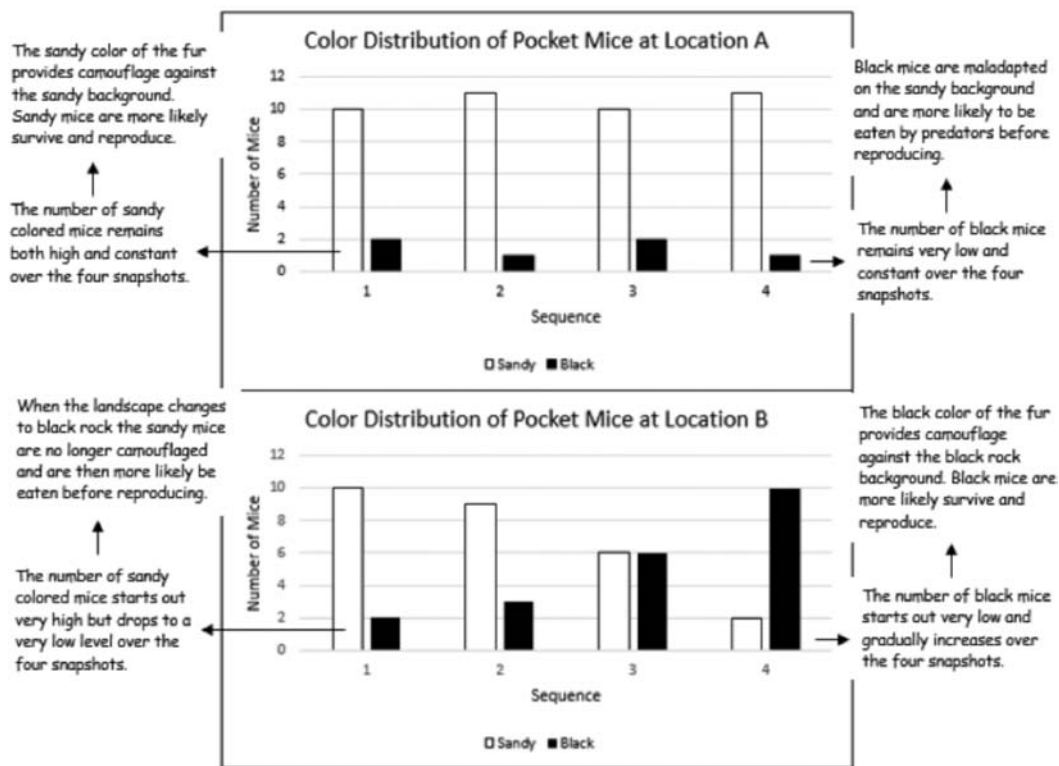 The sandy color of the fur
provides camouflage against
the sandy background.
Sandy mice are more likely
survive and reproduce.
The number of sandy
colored mice remains
both high and constant
over the four snapshots.
Color Distribution of Pocket Mice at Location A
Number of Mice
12
10
8
6
4
2
0
1
2
3
4
Sequence
Sandy
Black
Black mice are maladapted
on the sandy background
and are more likely to be
eaten by predators before
reproducing.
The number of black mice
remains very low and
constant over the four
snapshots.
When the landscape changes
to black rock the sandy mice
are no longer camouflaged
and are then more likely be
eaten before reproducing.
The number of sandy
colored mice starts out
very high but drops to a
very low level over the
four snapshots.
Color Distribution of Pocket Mice at Location B
Number of Mice
12
10
8
6
4
2
0
1
2
3
4
Sequence
Sandy
Black
The black color of the fur
provides camouflage
against the black rock
background. Black mice are
more likely survive and
reproduce.
The number of black mice
starts out very low and
gradually increases over
the four snapshots.